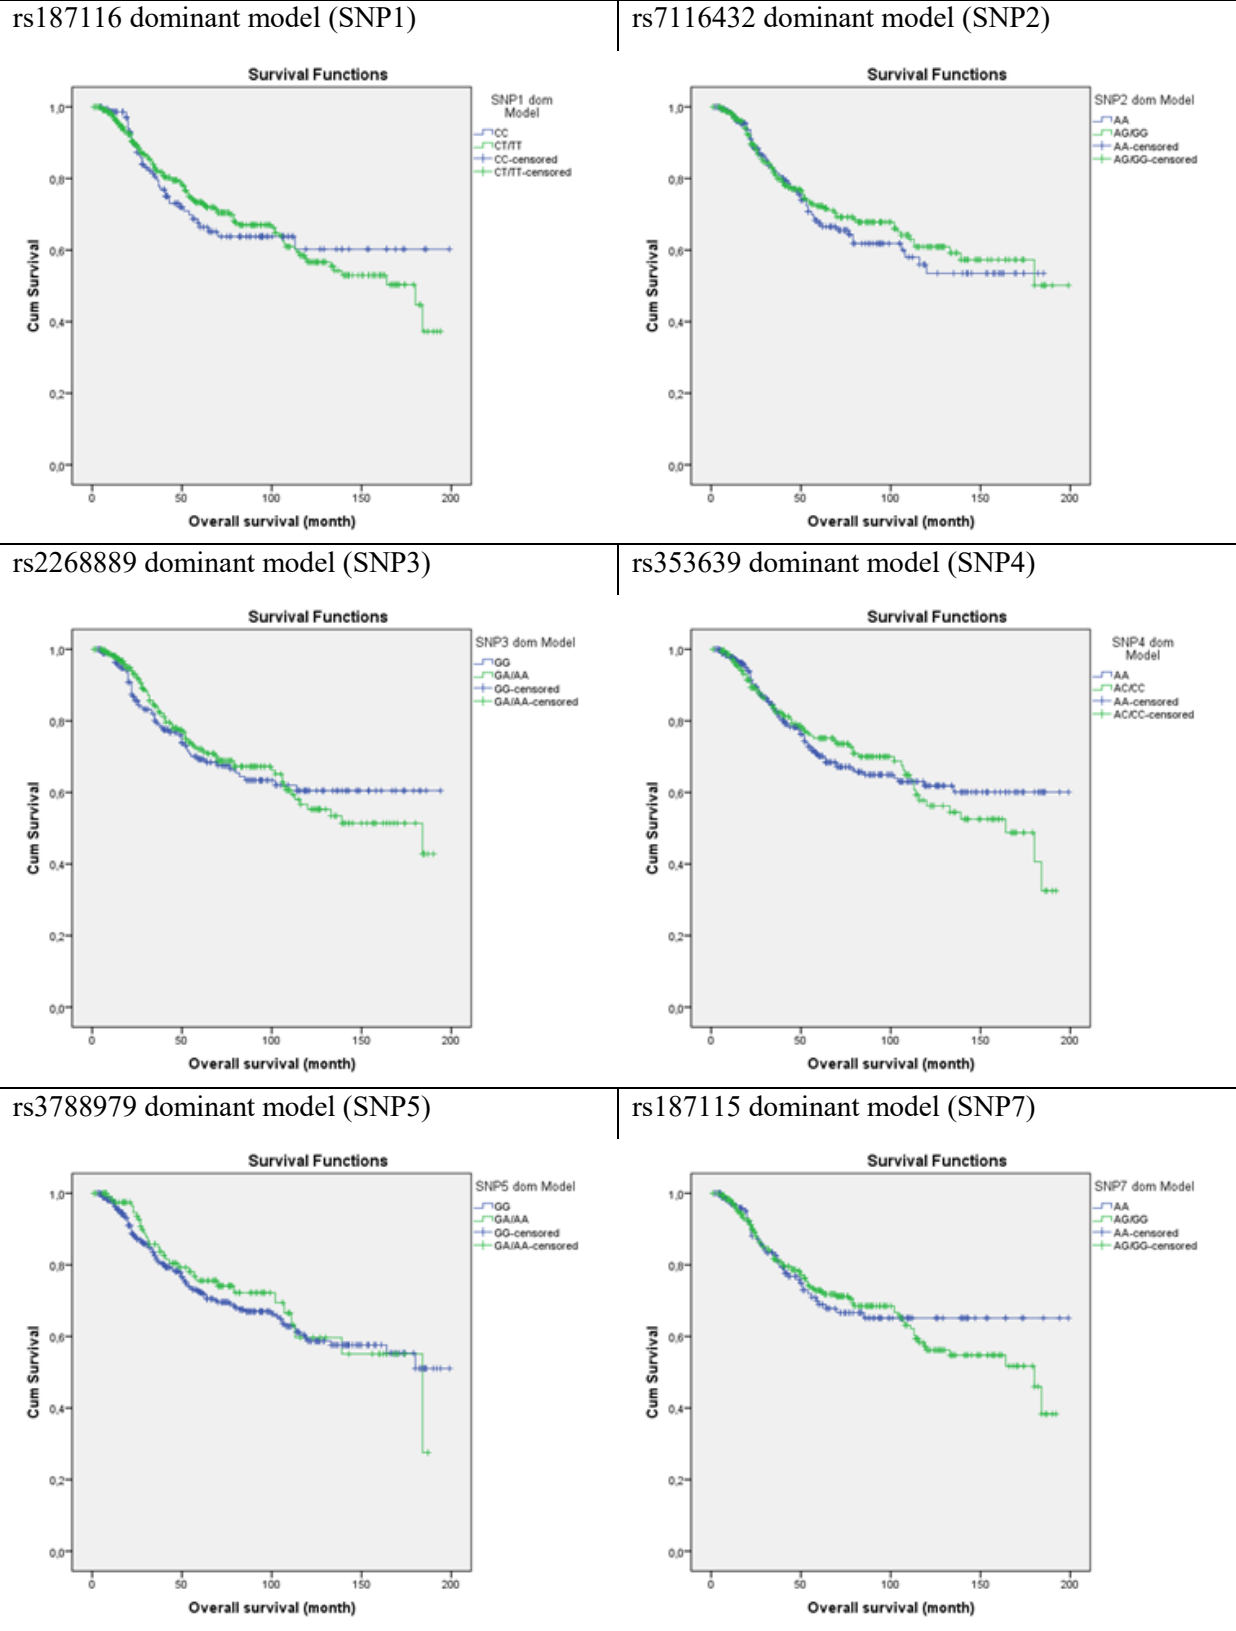 rs187116 dominant model (SNP1)
Survival Functions
SNP1 dom
Model
CC
CT/TT
CC-censored
CT/TT-censored
Cum Survival
1,0
0,8
0,6
0,4
0,2
0,0
0 50 100 150 200
Overall survival (month)
rs7116432 dominant model (SNP2)
Survival Functions
SNP2 dom Model
AA
AG/GG
AA-censored
AG/GG-censored
Cum Survival
1,0
0,8
0,6
0,4
0,2
0,0
0 50 100 150 200
Overall survival (month)
rs2268889 dominant model (SNP3)
Survival Functions
SNP3 dom Model
GG
GA/AA
GG-censored
GA/AA-censored
Cum Survival
1,0
0,8
0,6
0,4
0,2
0,0
0 50 100 150 200
Overall survival (month)
rs353639 dominant model (SNP4)
Survival Functions
SNP4 dom
Model
AA
AC/CC
AA-censored
AC/CC-censored
Cum Survival
1,0
0,8
0,6
0,4
0,2
0,0
0 50 100 150 200
Overall survival (month)
rs3788979 dominant model (SNP5)
Survival Functions
SNP5 dom Model
GG
GA/AA
GG-censored
GA/AA-censored
Cum Survival
1,0
0,8
0,6
0,4
0,2
0,0
0 50 100 150 200
Overall survival (month)
rs187115 dominant model (SNP7)
Survival Functions
SNP7 dom Model
AA
AG/GG
AA-censored
AG/GG-censored
Cum Survival
1,0
0,8
0,6
0,4
0,2
0,0
0 50 100 150 200
Overall survival (month)